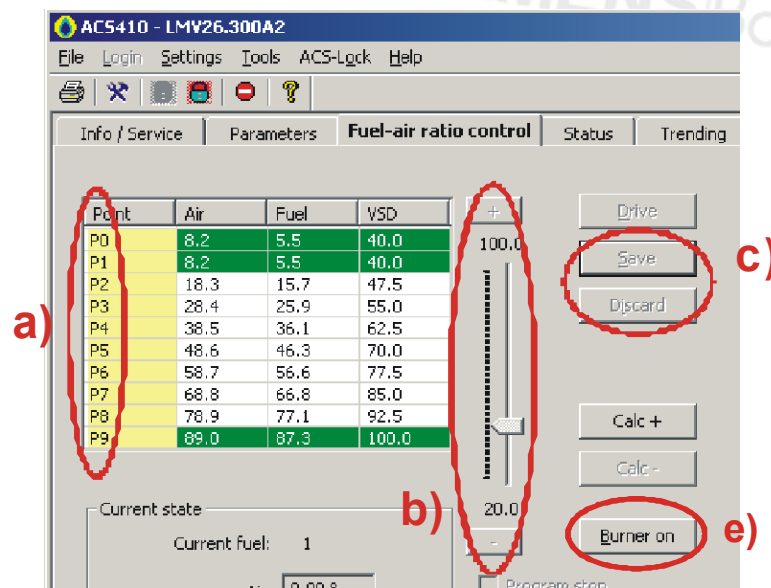 AC5410 - LMV26.300A2
File Login Settings Tools ACS-Lock Help
Info / Service Parameters Fuel-air ratio control Status Trending
Point Air Fuel VSD
P0 8.2 5.5 40.0
P1 8.2 5.5 40.0
P2 18.3 15.7 47.5
P3 28.4 25.9 55.0
P4 38.5 36.1 62.5
P5 48.6 46.3 70.0
P6 58.7 56.6 77.5
P7 68.8 66.8 85.0
P8 78.9 77.1 92.5
P9 89.0 87.3 100.0
a)
+
100.0
20.0
-
b)
Drive
Save
Discard
c)
Calc +
Calc -
Burner on
e)
Current state
Current fuel: 1
Program stop